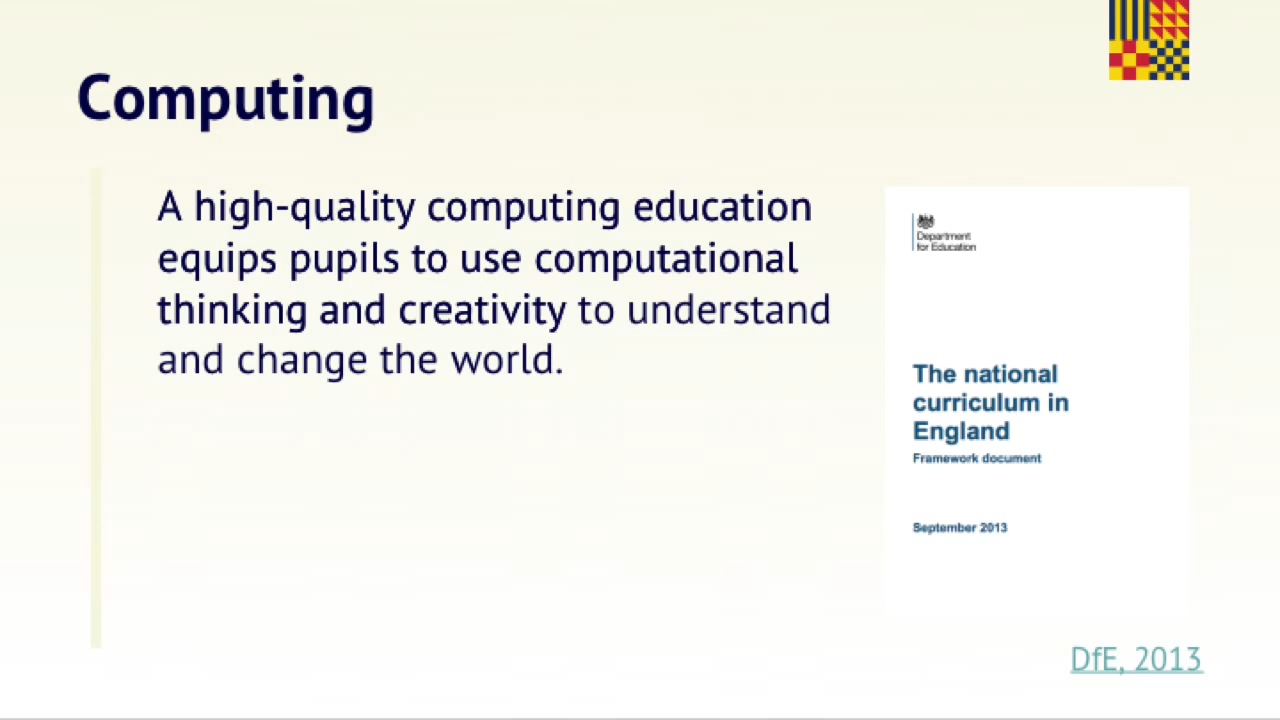 Computing
A high-quality computing education
equips pupils to use computational
thinking and creativity to understand
and change the world.
Department
for Education
The national
curriculum in
England
Framework document
September 2013
DfE, 2013